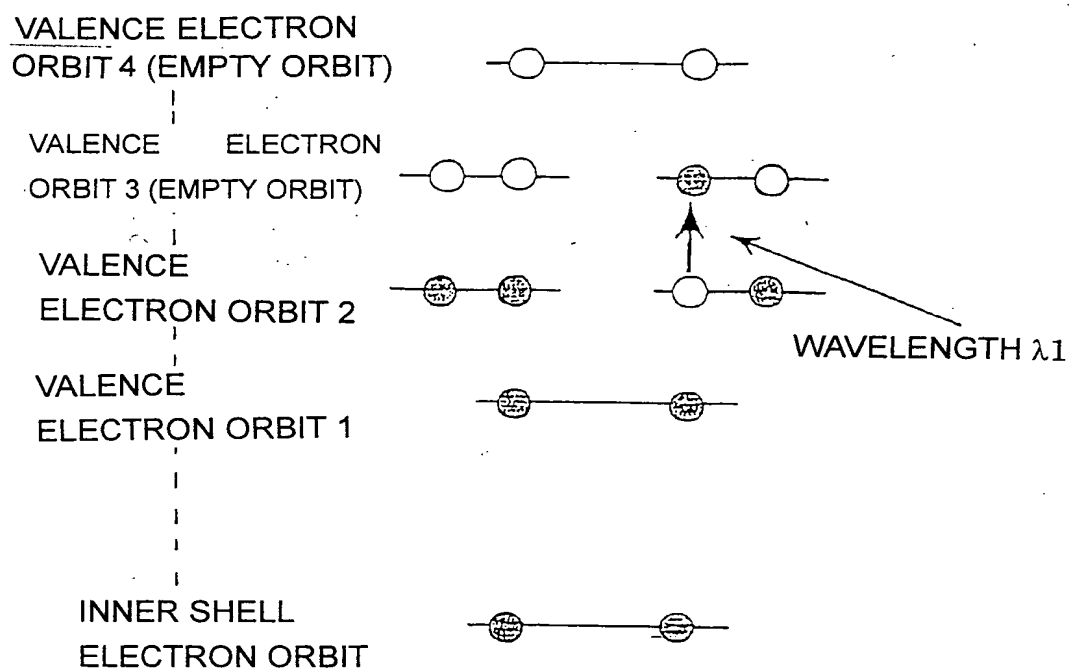 VALENCE ELECTRON
ORBIT 4 (EMPTY ORBIT)
VALENCE ELECTRON
ORBIT 3 (EMPTY ORBIT)
VALENCE
ELECTRON ORBIT 2
WAVELENGTH λ1
VALENCE
ELECTRON ORBIT 1
INNER SHELL
ELECTRON ORBIT